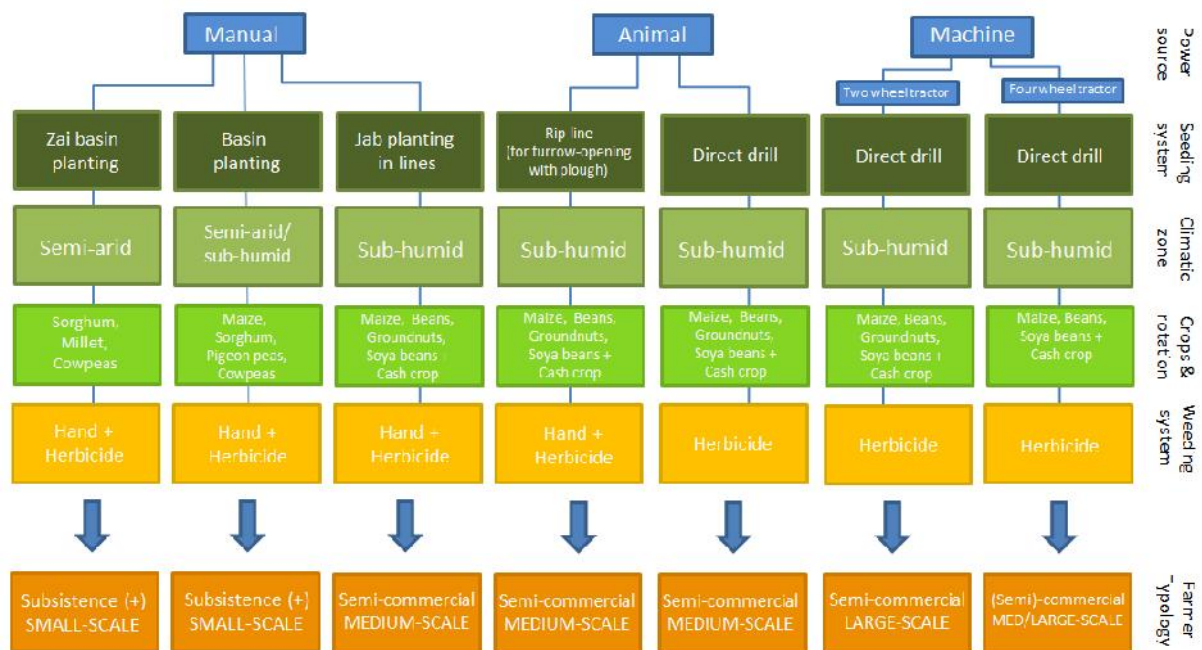 Manual
Animal
Machine
Power
source
Two wheel tractor
Four wheel tractor
Zai basin
planting
Basin
planting
Jab planting
in lines
Rip line
(for furrow-opening
with plough)
Direct drill
Direct drill
Direct drill
Seeding
system
Semi-arid
Semi-arid/
sub-humid
Sub-humid
Sub-humid
Sub-humid
Sub-humid
Sub-humid
Climatic
zone
Sorghum,
Millet,
Cowpeas
Maize,
Sorghum,
Pigeon peas,
Cowpeas
Maize, Beans,
Groundnuts,
Soya beans +
Cash crop
Maize, Beans,
Groundnuts,
Soya beans +
Cash crop
Maize, Beans,
Groundnuts,
Soya beans +
Cash crop
Maize, Beans,
Groundnuts,
Soya beans +
Cash crop
Maize, Beans,
Soya beans +
Cash crop
Crops &
rotation
Hand +
Herbicide
Hand +
Herbicide
Hand +
Herbicide
Hand +
Herbicide
Herbicide
Herbicide
Herbicide
Weeding
system
Subsistence (+)
SMALL-SCALE
Subsistence (+)
SMALL-SCALE
Semi-commercial
MEDIUM-SCALE
Semi-commercial
MEDIUM-SCALE
Semi-commercial
MEDIUM-SCALE
Semi-commercial
LARGE-SCALE
(Semi)-commercial
MED/LARGE-SCALE
Farmer
Typology